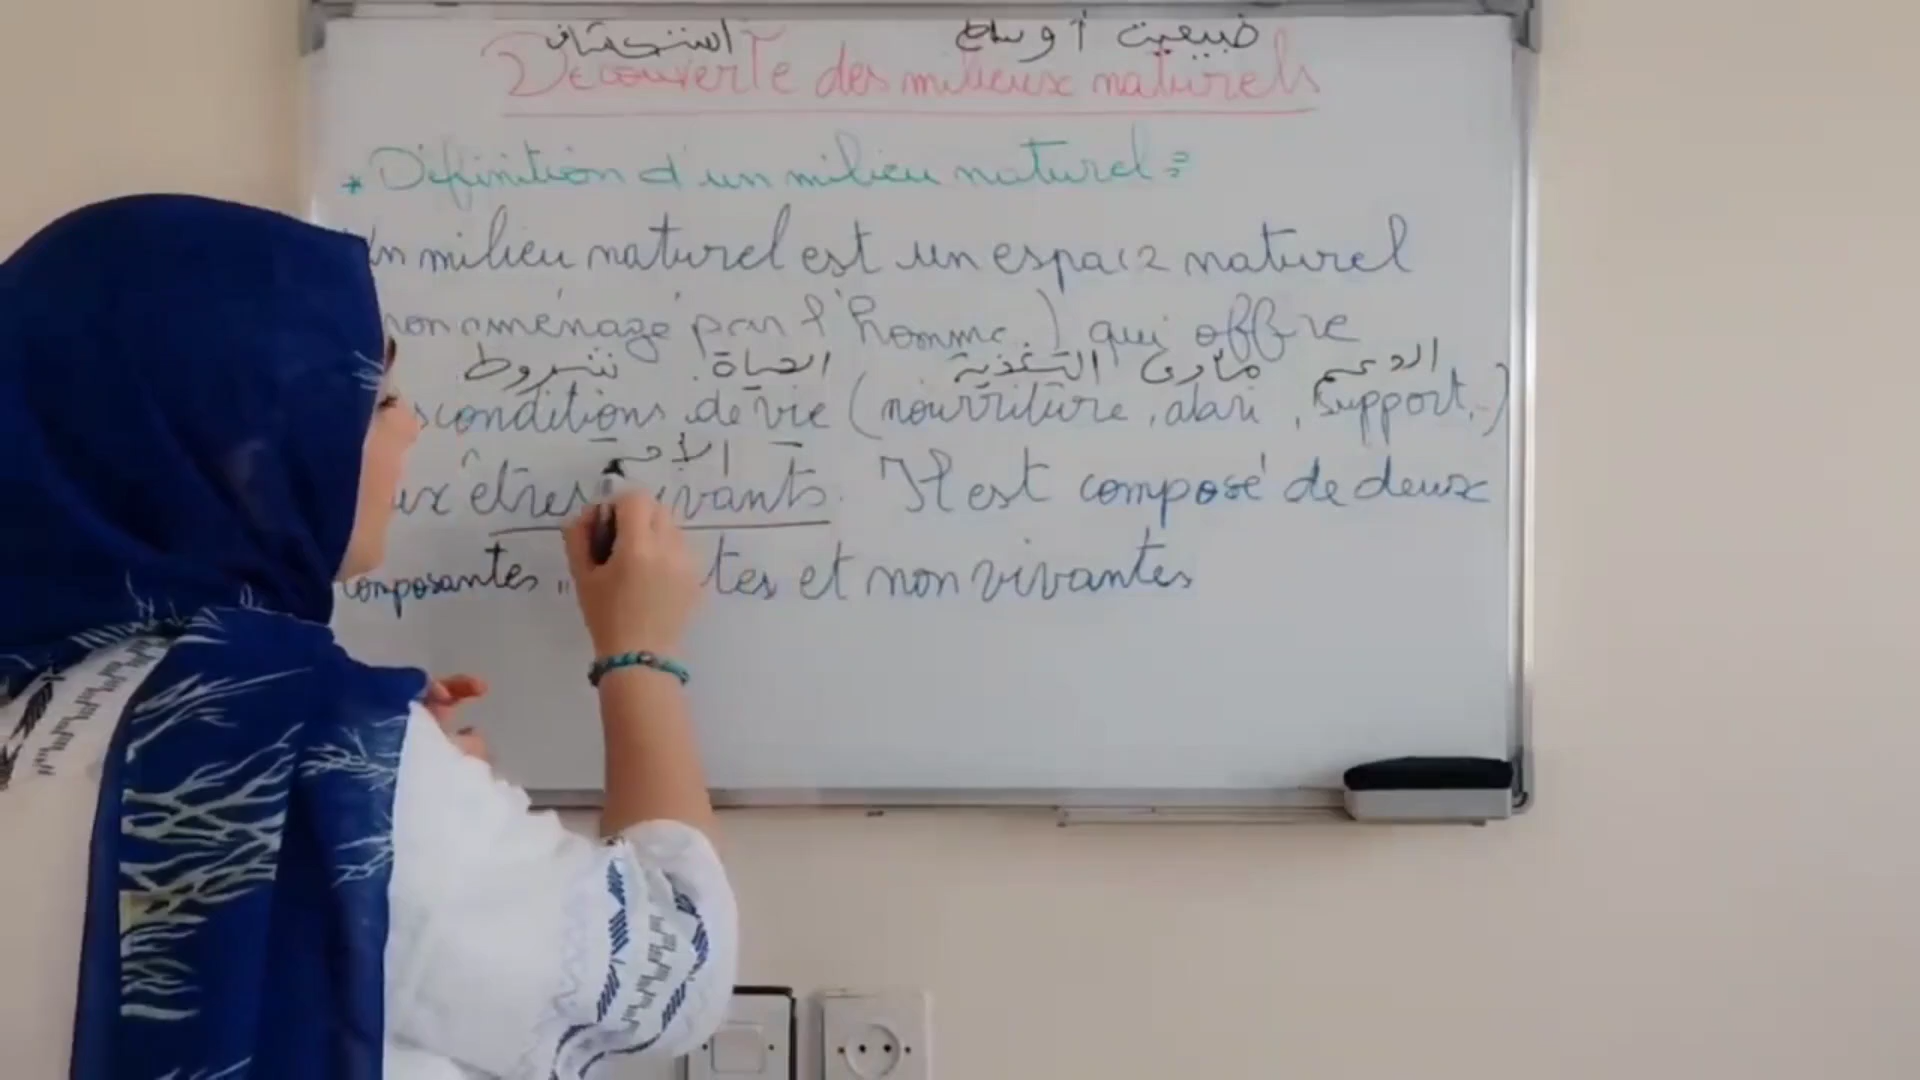 استكشاف أوساط طبيعية
Découverte des milieux naturels
* Définition d'un milieu naturel :
Un milieu naturel est un espace naturel
non aménagé par l'homme) qui offre
شروط الحياة التغذية مأوى الدعم
conditions de vie (nourriture, abri, support,..)
الأحـ
êtres vivants. Il est composé de deux
composantes et non vivantes